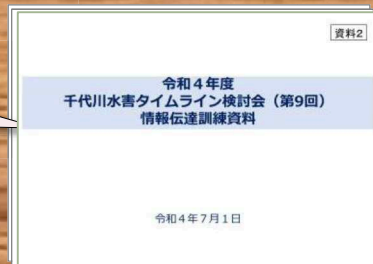 資料2
令和4年度
千代川水害タイムライン検討会（第9回）
情報伝達訓練資料
令和4年7月1日